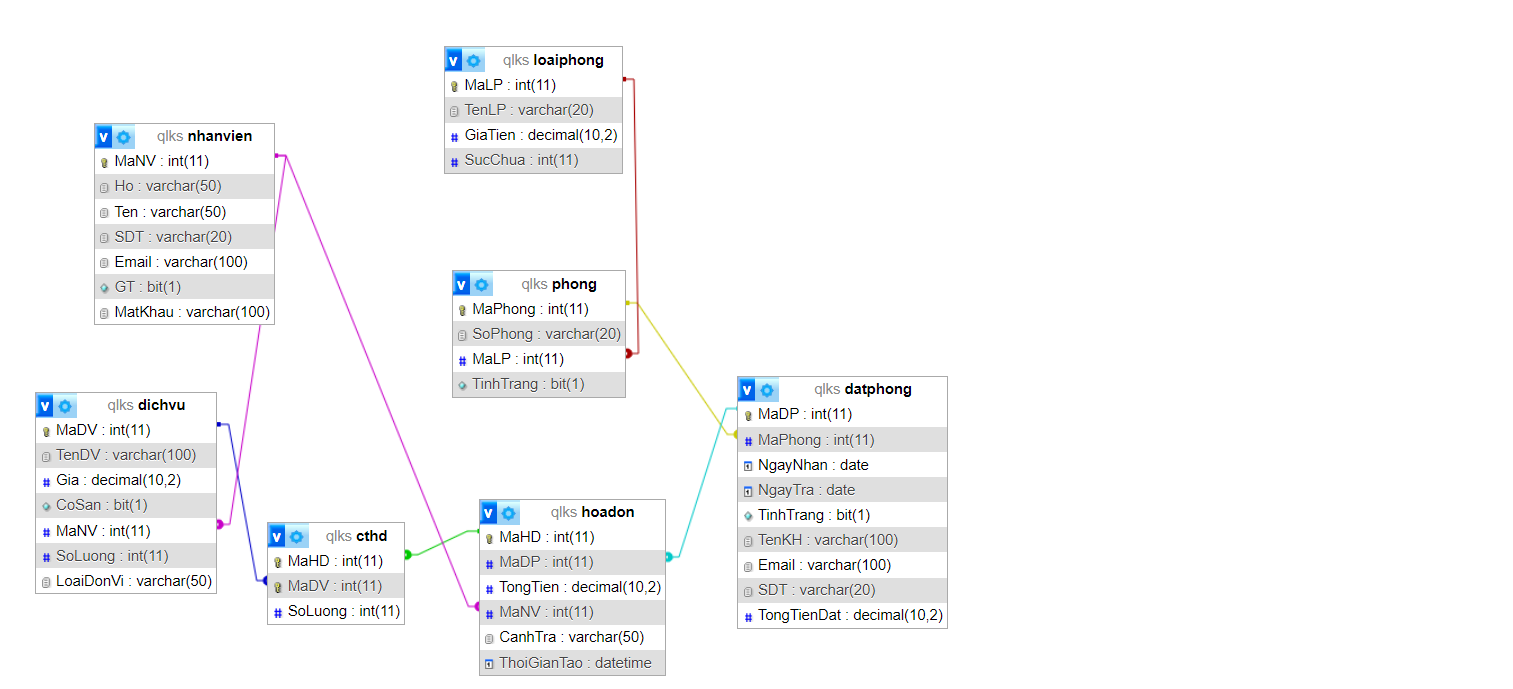 qlks loaiphong
MaLP : int(11)
TenLP : varchar(20)
GiaTien : decimal(10,2)
SucChua : int(11)
qlks nhanvien
MaNV : int(11)
Ho : varchar(50)
Ten : varchar(50)
SDT : varchar(20)
Email : varchar(100)
GT : bit(1)
MatKhau : varchar(100)
qlks phong
MaPhong : int(11)
SoPhong : varchar(20)
MaLP : int(11)
TinhTrang : bit(1)
qlks datphong
MaDP : int(11)
MaPhong : int(11)
NgayNhan : date
NgayTra : date
TinhTrang : bit(1)
TenKH : varchar(100)
Email : varchar(100)
SDT : varchar(20)
TongTienDat : decimal(10,2)
qlks dichvu
MaDV : int(11)
TenDV : varchar(100)
Gia : decimal(10,2)
CoSan : bit(1)
MaNV : int(11)
SoLuong : int(11)
LoaiDonVi : varchar(50)
qlks cthd
MaHD : int(11)
MaDV : int(11)
SoLuong : int(11)
qlks hoadon
MaHD : int(11)
MaDP : int(11)
TongTien : decimal(10,2)
MaNV : int(11)
CanhTra : varchar(50)
ThoiGianTao : datetime